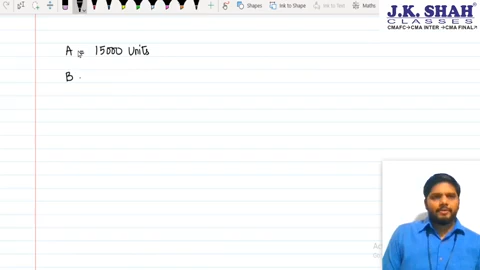 Shapes Ink to Shape Ink to Text Maths
J.K. SHAH
CLASSES
CMAFC→CMA INTER→CMA FINAL
A = 15000 Units
B